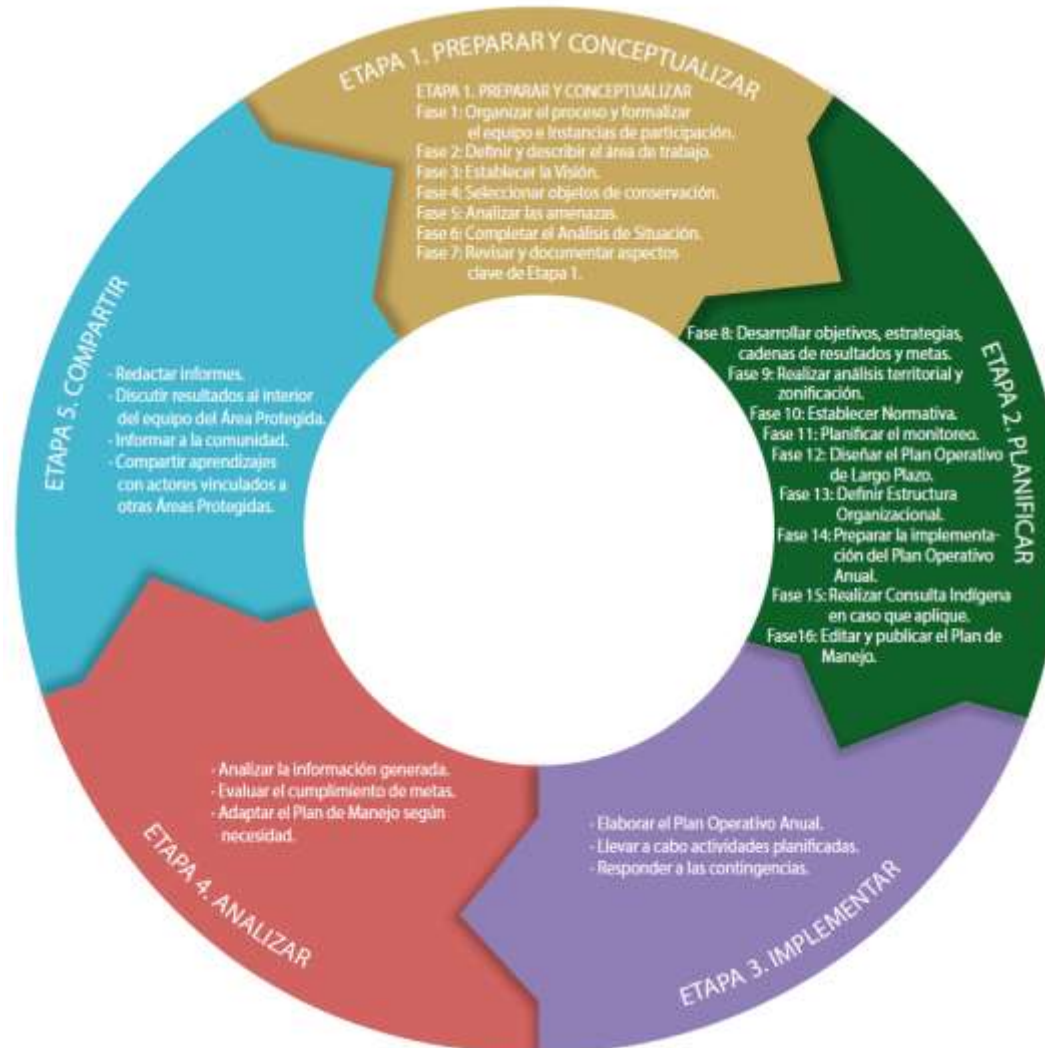 ETAPA 1. PREPARAR Y CONCEPTUALIZAR
ETAPA 1. PREPARAR Y CONCEPTUALIZAR
Fase 1: Organizar el proceso y formalizar
el equipo e Instancias de participación.
Fase 2: Definir y describir el área de trabajo.
Fase 3: Establecer la Visión.
Fase 4: Seleccionar objetos de conservación.
Fase 5: Analizar las amenazas.
Fase 6: Completar el Análisis de Situación.
Fase 7: Revisar y documentar aspectos
clave de Etapa 1.
ETAPA 2. PLANIFICAR
Fase 8: Desarrollar objetivos, estrategias,
cadenas de resultados y metas.
Fase 9: Realizar análisis territorial y
zonificación.
Fase 10: Establecer Normativa.
Fase 11: Planificar el monitoreo.
Fase 12: Diseñar el Plan Operativo
de Largo Plazo.
Fase 13: Definir Estructura
Organizacional.
Fase 14: Preparar la implementa-
ción del Plan Operativo
Anual.
Fase 15: Realizar Consulta Indígena
en caso que aplique.
Fase16: Editar y publicar el Plan de
Manejo.
ETAPA 3. IMPLEMENTAR
- Elaborar el Plan Operativo Anual.
- Llevar a cabo actividades planificadas.
- Responder a las contingencias.
ETAPA 4. ANALIZAR
- Analizar la información generada.
- Evaluar el cumplimiento de metas.
- Adaptar el Plan de Manejo según
necesidad.
ETAPA 5. COMPARTIR
- Redactar informes.
- Discutir resultados al interior
del equipo del Área Protegida.
- Informar a la comunidad.
- Compartir aprendizajes
con actores vinculados a
otras Áreas Protegidas.